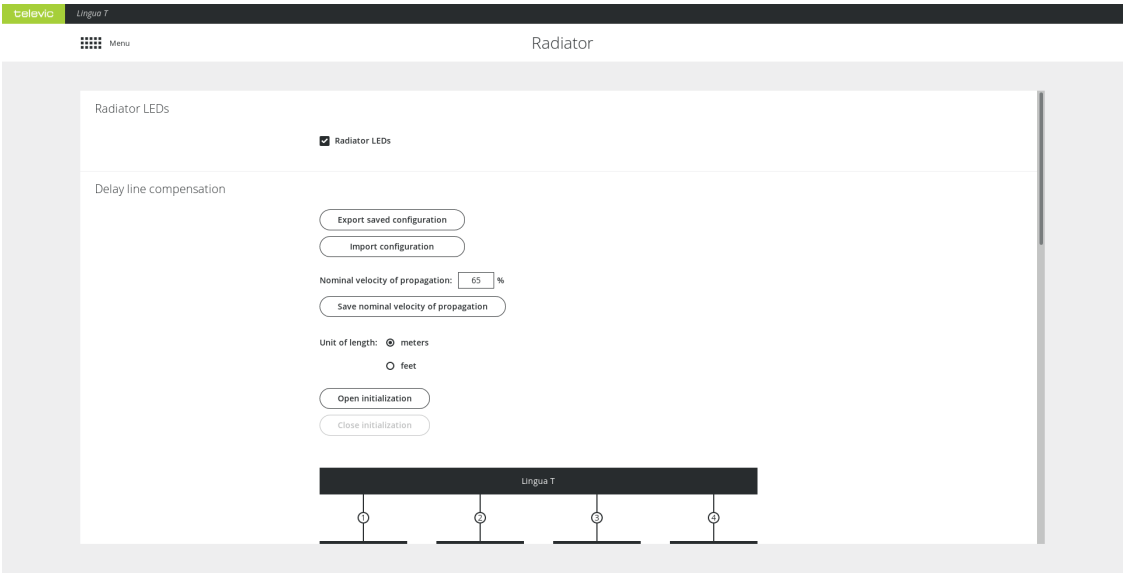 televic Lingua T
Menu
Radiator
Radiator LEDs
Radiator LEDs
Delay line compensation
Export saved configuration
Import configuration
Nominal velocity of propagation: 65 %
Save nominal velocity of propagation
Unit of length: meters
feet
Open initialization
Close initialization
Lingua T
1 2 3 4